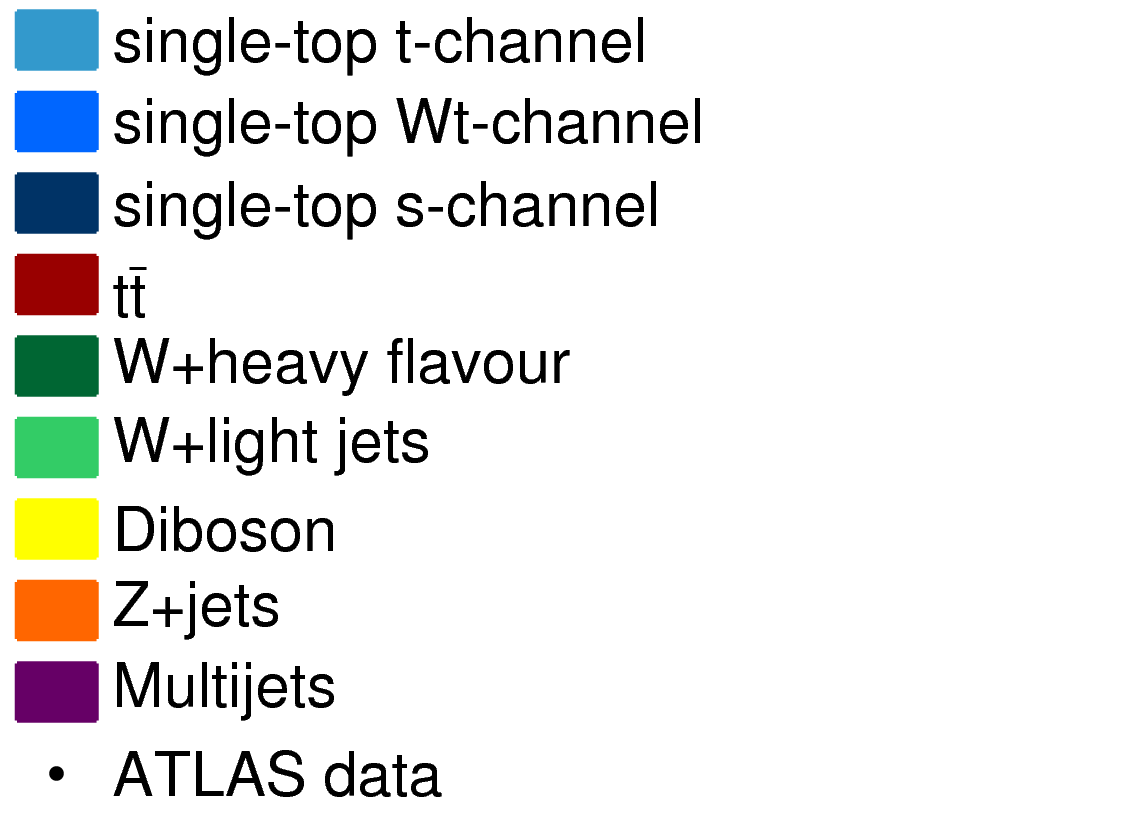 single-top t-channel
single-top Wt-channel
single-top s-channel
tt̄
W+heavy flavour
W+light jets
Diboson
Z+jets
Multijets
ATLAS data